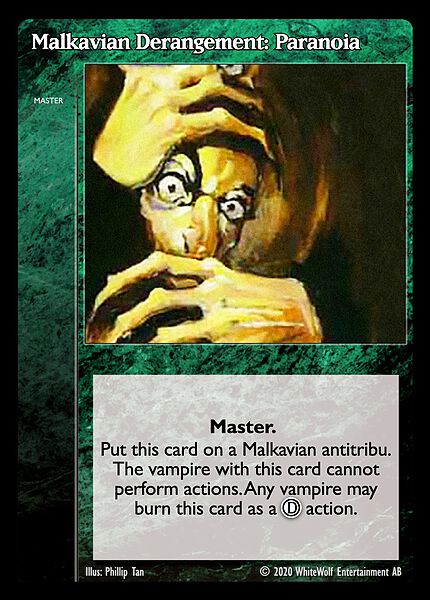 Malkavian Derangement: Paranoia
MASTER
Master.
Put this card on a Malkavian antitribu.
The vampire with this card cannot
perform actions. Any vampire may
burn this card as a Ⓓ action.
Illus: Phillip Tan
© 2020 WhiteWolf Entertainment AB